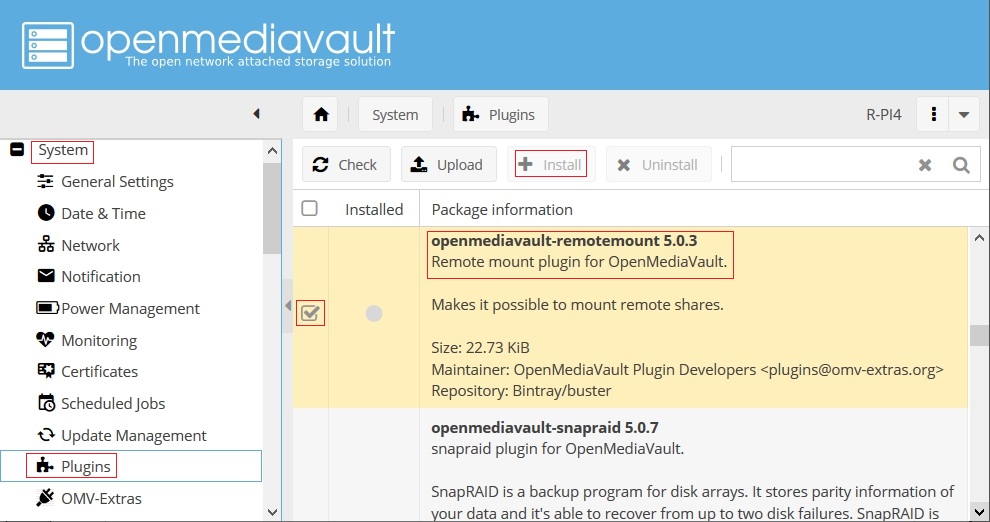 openmediavault
The open network attached storage solution
System
Plugins
R-PI4
System
General Settings
Date & Time
Network
Notification
Power Management
Monitoring
Certificates
Scheduled Jobs
Update Management
Plugins
OMV-Extras
Check
Upload
Install
Uninstall
Installed
Package information
openmediavault-remotemount 5.0.3
Remote mount plugin for OpenMediaVault.
Makes it possible to mount remote shares.
Size: 22.73 KiB
Maintainer: OpenMediaVault Plugin Developers <plugins@omv-extras.org>
Repository: Bintray/buster
openmediavault-snapraid 5.0.7
snapraid plugin for OpenMediaVault.
SnapRAID is a backup program for disk arrays. It stores parity information of
your data and it's able to recover from up to two disk failures. SnapRAID is